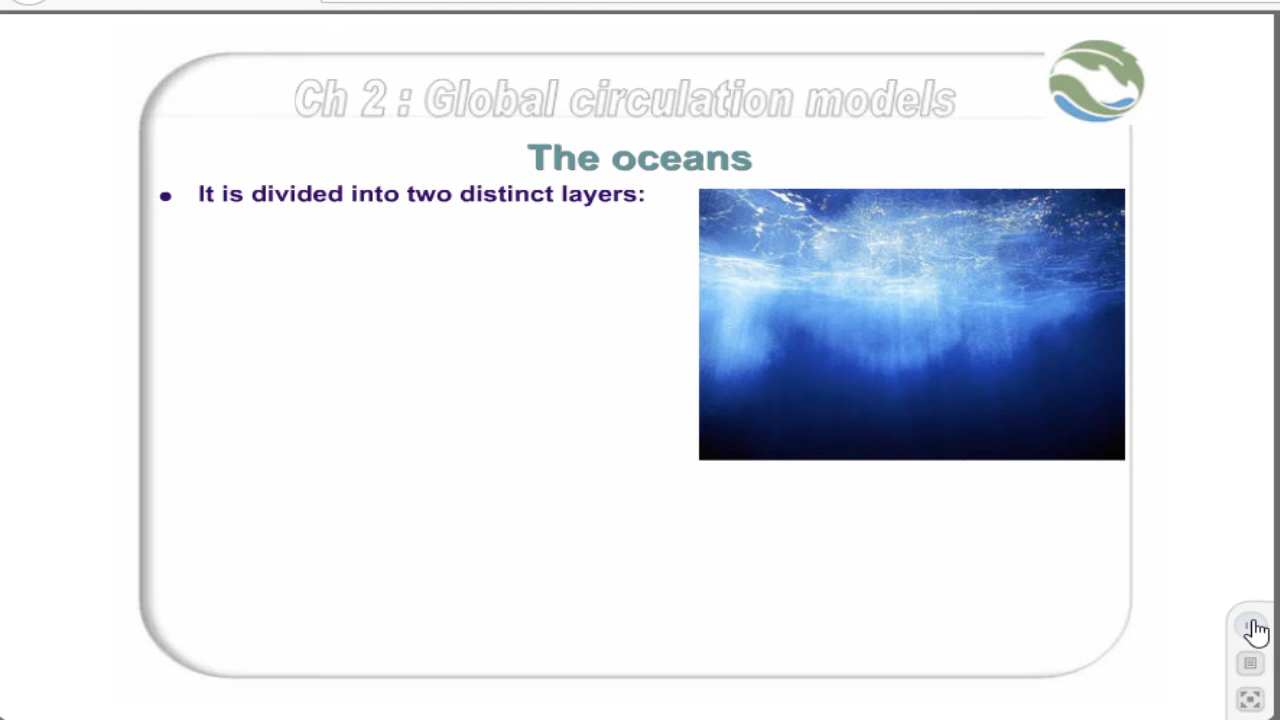 Ch 2 : Global circulation models
The oceans
• It is divided into two distinct layers: